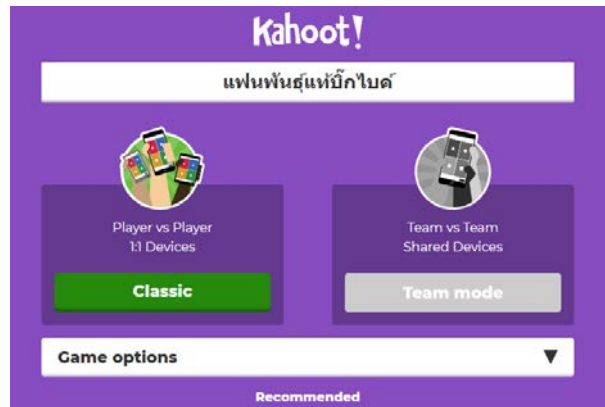 Kahoot!
แฟนพันธุ์แท้บิ๊กไบค์
Player vs Player
1:1 Devices
Classic
Team vs Team
Shared Devices
Team mode
Game options ▼
Recommended